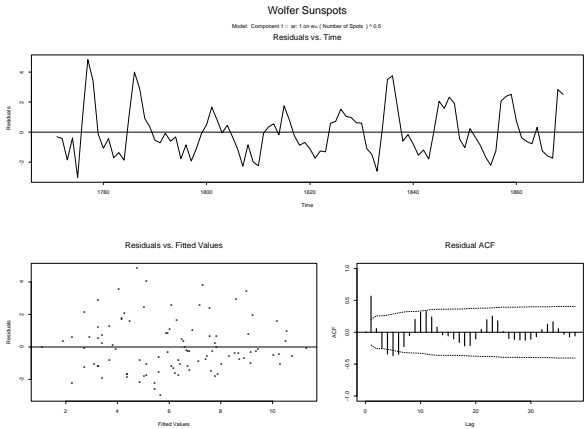 Wolfer Sunspots
Model: Component 1 :: ar: 1 on w= ( Number of Spots ) ^ 0.5
Residuals vs. Time
Residuals
4
2
0
-2
1780
1800
1820
1840
1860
Time
Residuals vs. Fitted Values
Residuals
4
2
0
-2
2
4
6
8
10
Fitted Values
Residual ACF
ACF
1.0
0.5
0.0
-0.5
-1.0
0
10
20
30
Lag